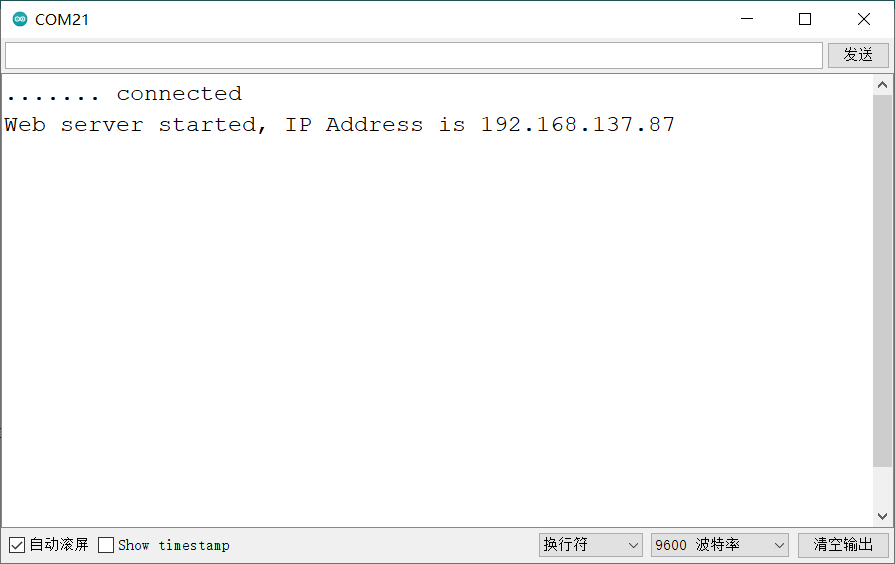 COM21
发送
....... connected
Web server started, IP Address is 192.168.137.87
自动滚屏 Show timestamp 换行符 9600 波特率 清空输出